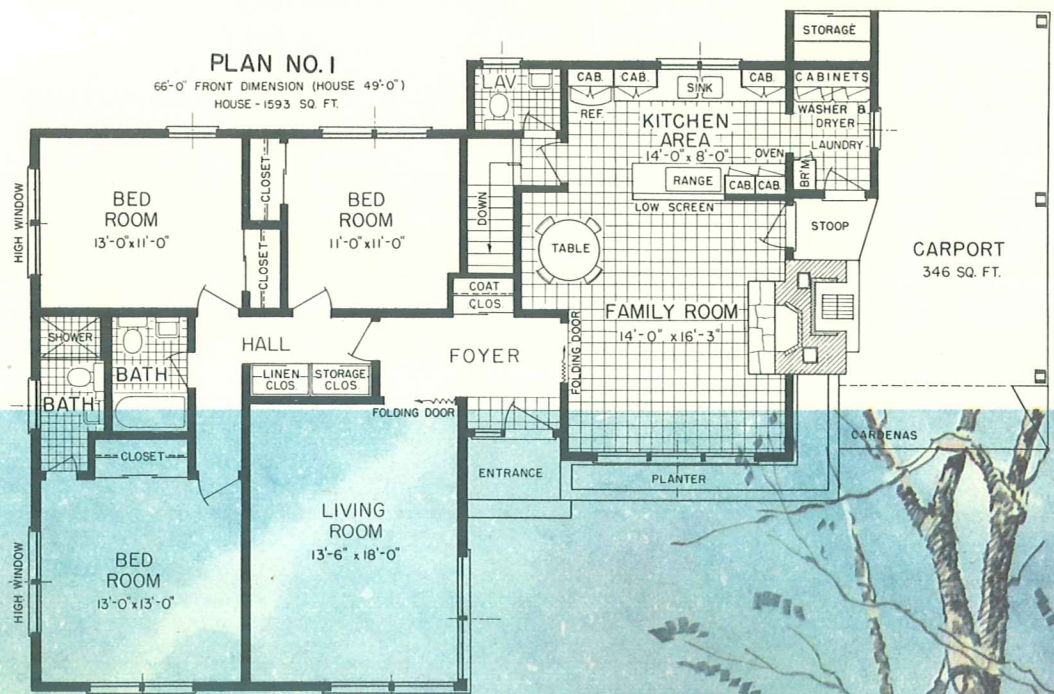 PLAN NO. 1
66'-0" FRONT DIMENSION (HOUSE 49'-0")
HOUSE - 1593 SQ. FT.
STORAGE
LAV
CAB.
CAB.
SINK
CAB.
CABINETS
REF.
WASHER &
DRYER
KITCHEN
AREA
14'-0" x 8'-0"
OVEN
LAUNDRY
BR'M
RANGE
CAB.
CAB.
LOW SCREEN
HIGH WINDOW
BED
ROOM
13'-0" x 11'-0"
CLOSET
CLOSET
BED
ROOM
11'-0" x 11'-0"
DOWN
TABLE
STOOP
CARPORT
346 SQ. FT.
COAT
CLOS.
FAMILY ROOM
14'-0" x 16'-3"
FOLDING DOOR
SHOWER
BATH
BATH
HALL
LINEN
CLOS.
STORAGE
CLOS.
FOYER
FOLDING DOOR
CLOSET
ENTRANCE
PLANTER
CARDENAS
LIVING
ROOM
13'-6" x 18'-0"
HIGH WINDOW
BED
ROOM
13'-0" x 13'-0"